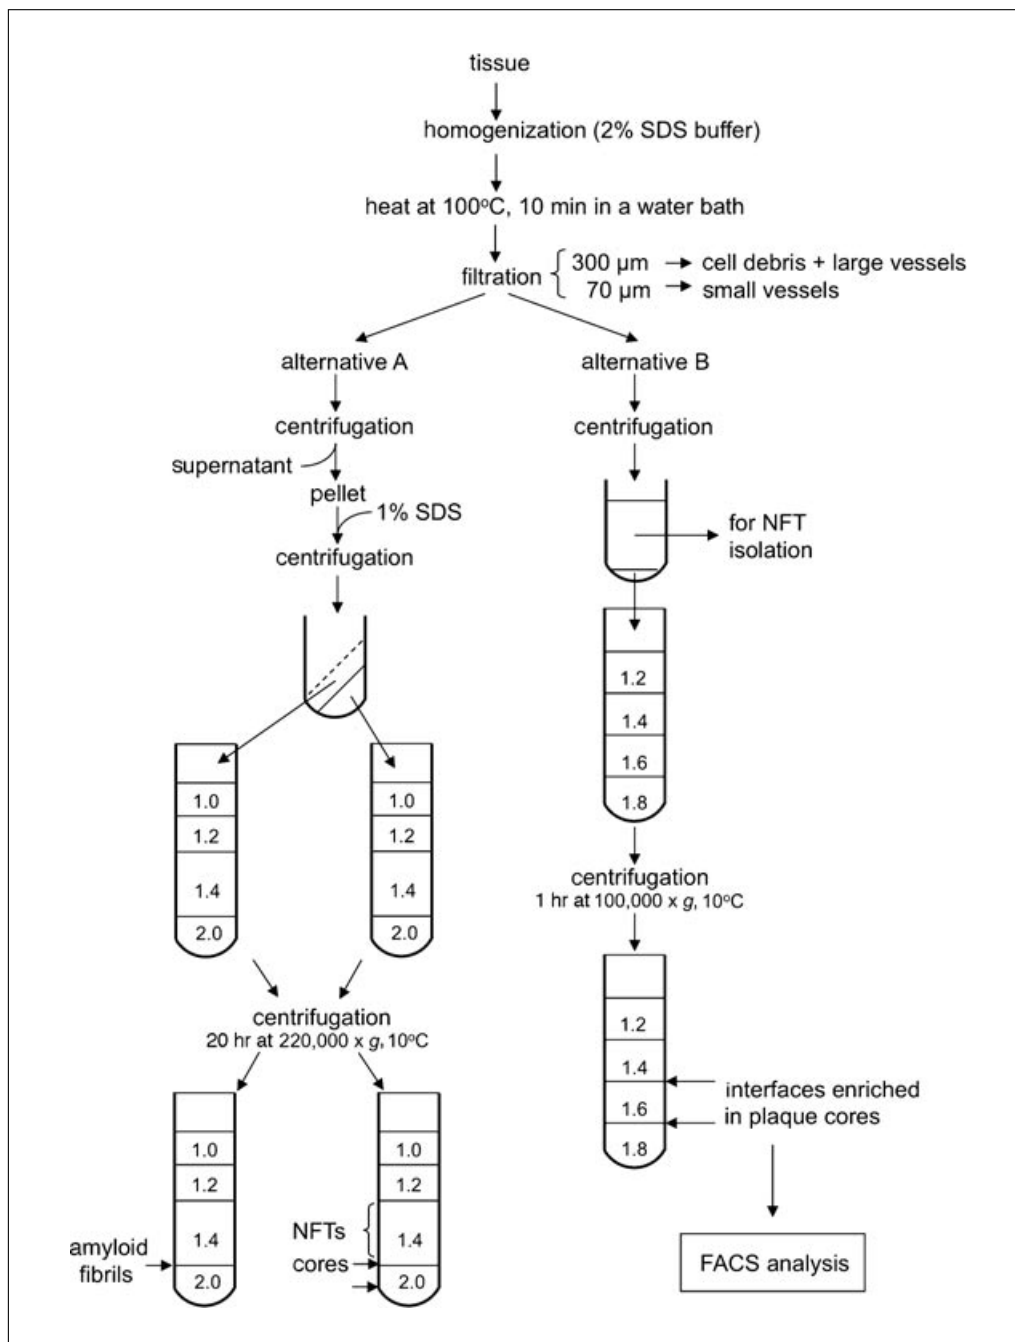 tissue
homogenization (2% SDS buffer)
heat at 100°C, 10 min in a water bath
filtration
300 µm
cell debris + large vessels
70 µm
small vessels
alternative A
centrifugation
supernatant
pellet
1% SDS
centrifugation
1.0
1.2
1.4
2.0
1.0
1.2
1.4
2.0
centrifugation
20 hr at 220,000 x g, 10°C
1.0
1.2
1.4
2.0
amyloid
fibrils
1.0
1.2
1.4
2.0
NFTs
cores
alternative B
centrifugation
for NFT
isolation
1.2
1.4
1.6
1.8
centrifugation
1 hr at 100,000 x g, 10°C
1.2
1.4
1.6
1.8
interfaces enriched
in plaque cores
FACS analysis